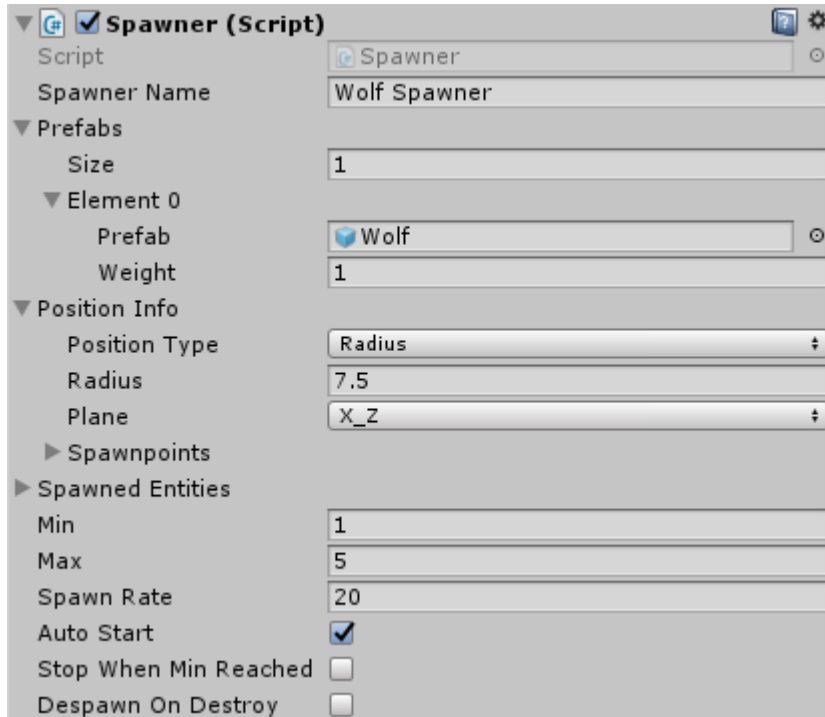 Spawner (Script)
Script Spawner
Spawner Name Wolf Spawner
Prefabs
Size 1
Element 0
Prefab Wolf
Weight 1
Position Info
Position Type Radius
Radius 7.5
Plane X_Z
Spawnpoints
Spawned Entities
Min 1
Max 5
Spawn Rate 20
Auto Start
Stop When Min Reached
Despawn On Destroy